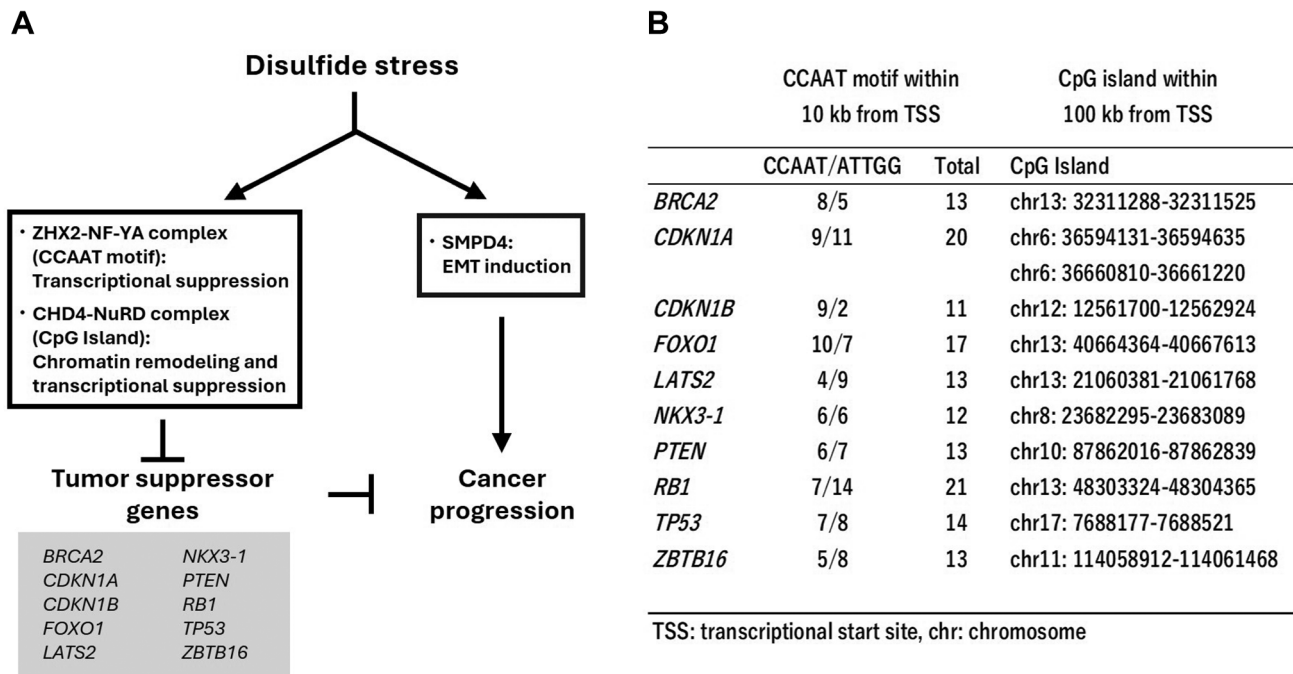 A
Disulfide stress
· ZHX2-NF-YA complex
(CCAAT motif):
Transcriptional suppression
· CHD4-NuRD complex
(CpG Island):
Chromatin remodeling and
transcriptional suppression
· SMPD4:
EMT induction
Tumor suppressor
genes
Cancer
progression
BRCA2 NKX3-1
CDKN1A PTEN
CDKN1B RB1
FOXO1 TP53
LATS2 ZBTB16
B
CCAAT motif within CpG island within
10 kb from TSS 100 kb from TSS
CCAAT/ATTGG Total CpG Island
BRCA2 8/5 13 chr13: 32311288-32311525
CDKN1A 9/11 20 chr6: 36594131-36594635
chr6: 36660810-36661220
CDKN1B 9/2 11 chr12: 12561700-12562924
FOXO1 10/7 17 chr13: 40664364-40667613
LATS2 4/9 13 chr13: 21060381-21061768
NKX3-1 6/6 12 chr8: 23682295-23683089
PTEN 6/7 13 chr10: 87862016-87862839
RB1 7/14 21 chr13: 48303324-48304365
TP53 7/8 14 chr17: 7688177-7688521
ZBTB16 5/8 13 chr11: 114058912-114061468
TSS: transcriptional start site, chr: chromosome